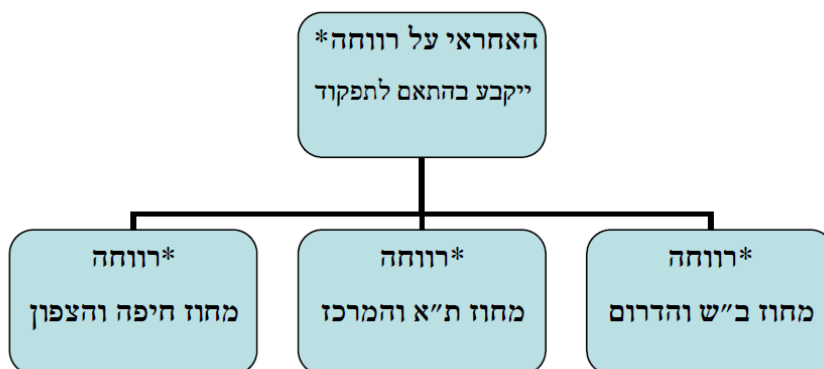 האחראי על רווחה*
ייקבע בהתאם לתפקוד
*רווחה
מחוז ב״ש והדרום
*רווחה
מחוז ת״א והמרכז
*רווחה
מחוז חיפה והצפון